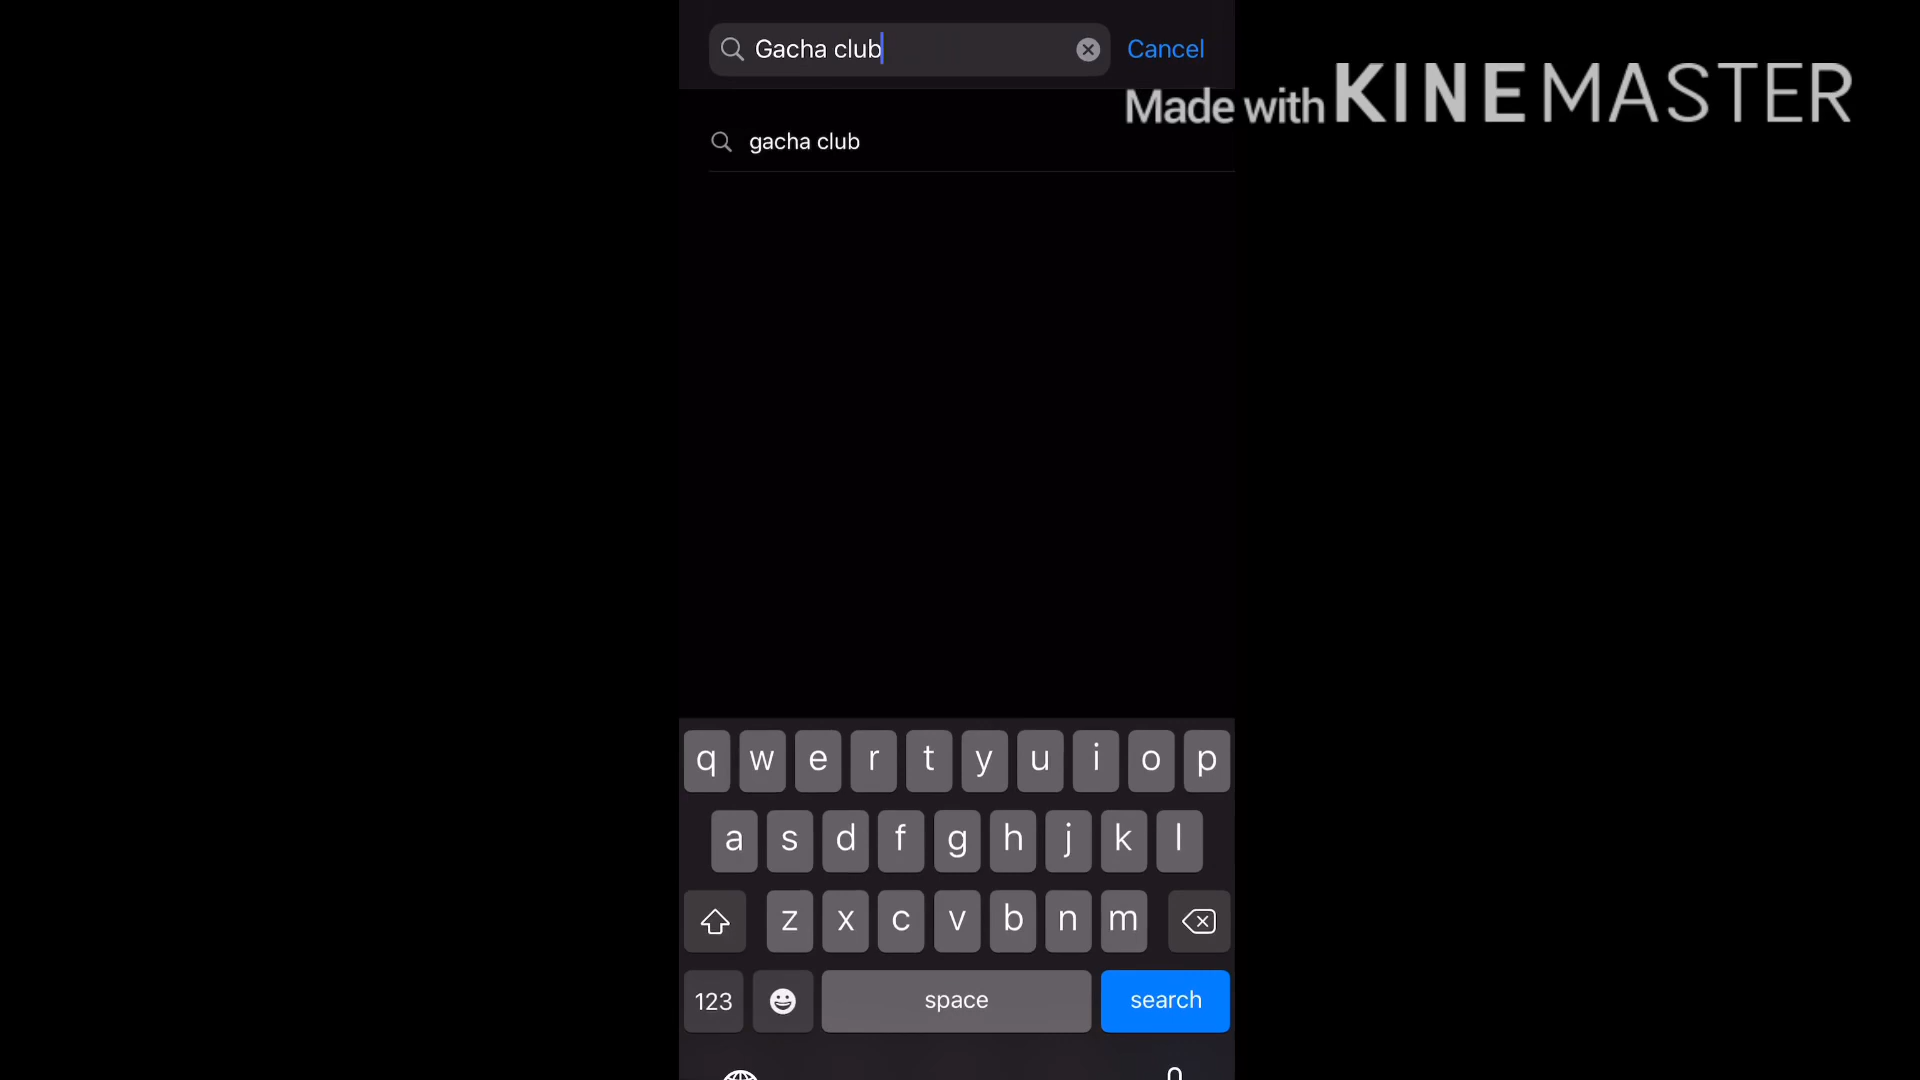 Gacha club
Cancel
Made with KINEMASTER
gacha club
q w e r t y u i o p
a s d f g h j k l
z x c v b n m
123 space search